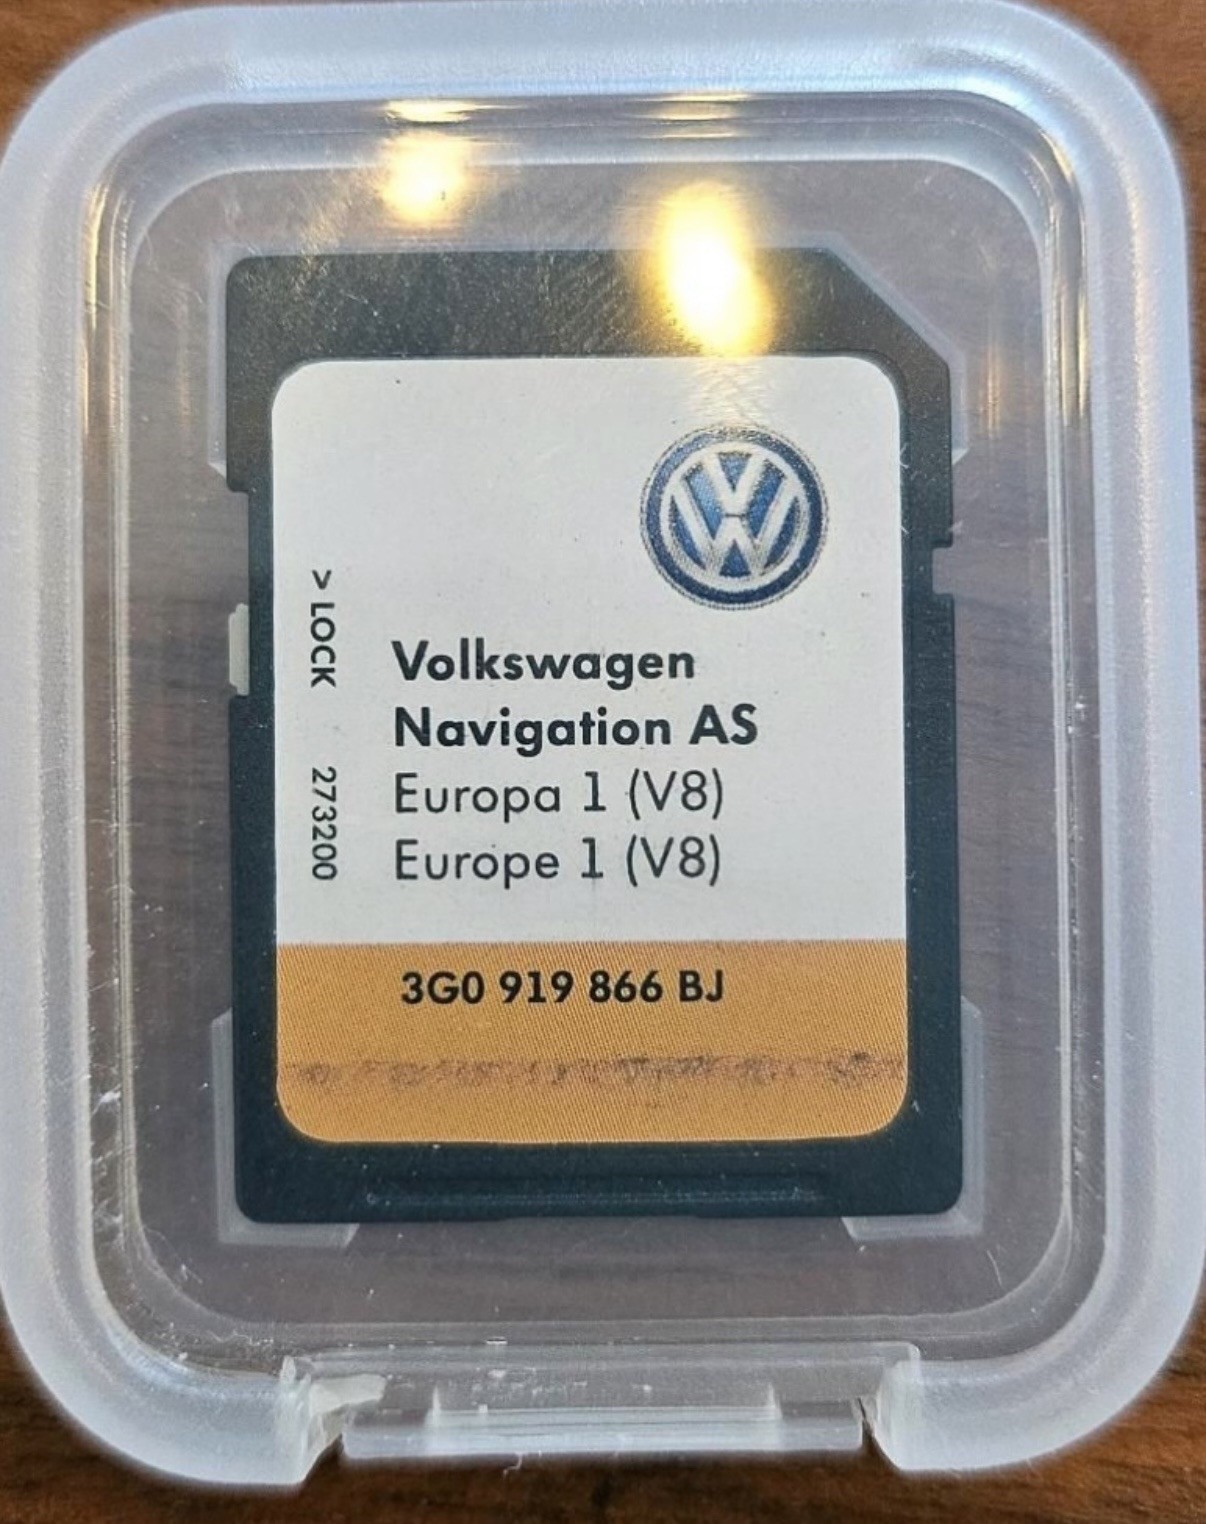 > LOCK 273200
Volkswagen
Navigation AS
Europa 1 (V8)
Europe 1 (V8)
3G0 919 866 BJ